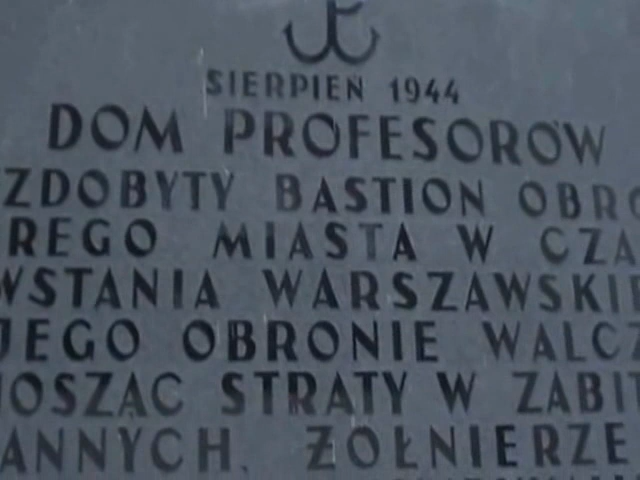 SIERPIEŃ 1944
DOM PROFESORÓW
ZDOBYTY BASTION OBRO
REGO MIASTA W CZA
WSTANIA WARSZAWSKIE
JEGO OBRONIE WALCZ
NOSZĄC STRATY W ZABIT
ANNYCH. ŻOŁNIERZE